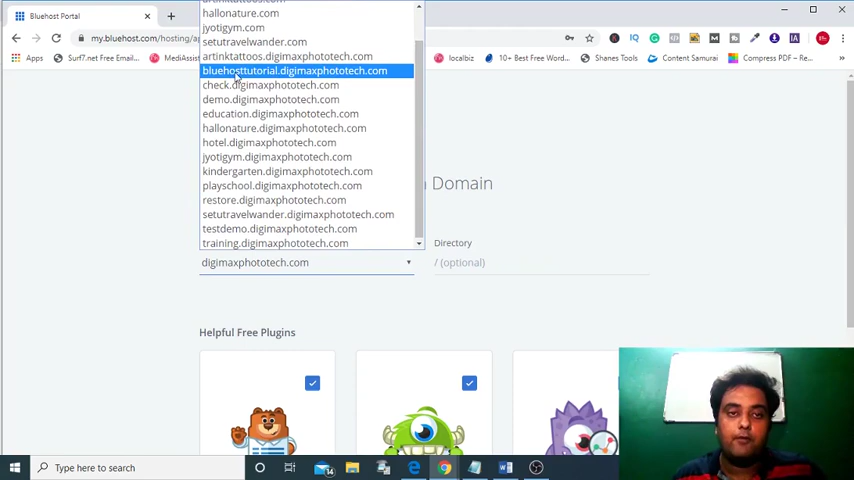 Bluehost Portal
my.bluehost.com/hosting/ap
Apps
Surf7.net Free Email...
MediAssis
localbiz
10+ Best Free Word...
Shanes Tools
Content Samurai
Compress PDF – Re...
hallonature.com
jyotigym.com
setutravelwander.com
artinktattoos.digimaxphototech.com
bluehosttutorial.digimaxphototech.com
check.digimaxphototech.com
demo.digimaxphototech.com
education.digimaxphototech.com
hallonature.digimaxphototech.com
hotel.digimaxphototech.com
jyotigym.digimaxphototech.com
kindergarten.digimaxphototech.com
playschool.digimaxphototech.com
restore.digimaxphototech.com
setutravelwander.digimaxphototech.com
testdemo.digimaxphototech.com
training.digimaxphototech.com
Domain
Directory
digimaxphototech.com
/ (optional)
Helpful Free Plugins
Type here to search